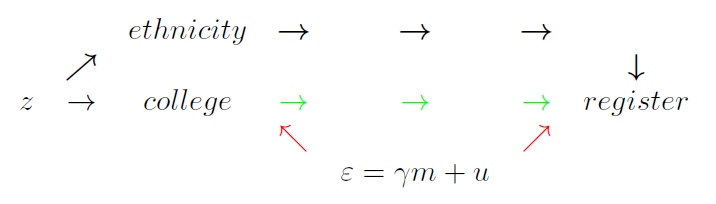 ethnicity → → →
↗ ↓
z → college → → → register
↖ ↗
ε = γm + u